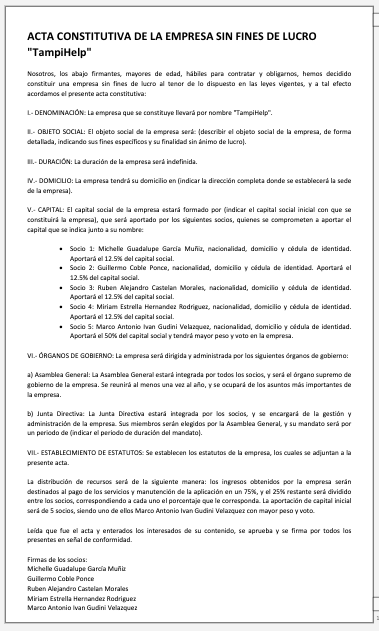 ACTA CONSTITUTIVA DE LA EMPRESA SIN FINES DE LUCRO
"TampiHelp"
Nosotros, los abajo firmantes, mayores de edad, hábiles para contratar y obligarnos, hemos decidido
constituir una empresa sin fines de lucro al tenor de lo dispuesto en las leyes vigentes, y a tal efecto
acordamos el presente acta constitutiva:
I.- DENOMINACIÓN: La empresa que se constituye llevará por nombre "TampiHelp".
II.- OBJETO SOCIAL: El objeto social de la empresa será: (describir el objeto social de la empresa, de forma
detallada, indicando sus fines específicos y su finalidad sin ánimo de lucro).
III.- DURACIÓN: La duración de la empresa será indefinida.
IV.- DOMICILIO: La empresa tendrá su domicilio en (indicar la dirección completa donde se establecerá la sede
de la empresa).
V.- CAPITAL: El capital social de la empresa estará formado por (indicar el capital social inicial con que se
constituirá la empresa), que será aportado por los siguientes socios, quienes se comprometen a aportar el
capital que se indica junto a su nombre:
• Socio 1: Michelle Guadalupe García Muñiz, nacionalidad, domicilio y cédula de identidad.
Aportará el 12.5% del capital social.
• Socio 2: Guillermo Coble Ponce, nacionalidad, domicilio y cédula de identidad. Aportará el
12.5% del capital social.
• Socio 3: Ruben Alejandro Castelan Morales, nacionalidad, domicilio y cédula de identidad.
Aportará el 12.5% del capital social.
• Socio 4: Miriam Estrella Hernandez Rodriguez, nacionalidad, domicilio y cédula de identidad.
Aportará el 12.5% del capital social.
• Socio 5: Marco Antonio Ivan Gudini Velazquez, nacionalidad, domicilio y cédula de identidad.
Aportará el 50% del capital social y tendrá mayor peso y voto en la empresa.
VI.- ÓRGANOS DE GOBIERNO: La empresa será dirigida y administrada por los siguientes órganos de gobierno:
a) Asamblea General: La Asamblea General estará integrada por todos los socios, y será el órgano supremo de
gobierno de la empresa. Se reunirá al menos una vez al año, y se ocupará de los asuntos más importantes de
la empresa.
b) Junta Directiva: La Junta Directiva estará integrada por los socios, y se encargará de la gestión y
administración de la empresa. Sus miembros serán elegidos por la Asamblea General, y su mandato será por
un periodo de (indicar el periodo de duración del mandato).
VII.- ESTABLECIMIENTO DE ESTATUTOS: Se establecen los estatutos de la empresa, los cuales se adjuntan a la
presente acta.
La distribución de recursos será de la siguiente manera: los ingresos obtenidos por la empresa serán
destinados al pago de los servicios y manutención de la aplicación en un 75%, y el 25% restante será dividido
entre los socios, correspondiendo a cada uno el porcentaje que le corresponda. La aportación de capital inicial
será de 5 socios, siendo uno de ellos Marco Antonio Ivan Gudini Velazquez con mayor peso y voto.
Leída que fue el acta y enterados los interesados de su contenido, se aprueba y se firma por todos los
presentes en señal de conformidad.
Firmas de los socios:
Michelle Guadalupe García Muñiz
Guillermo Coble Ponce
Ruben Alejandro Castelan Morales
Miriam Estrella Hernandez Rodriguez
Marco Antonio Ivan Gudini Velazquez